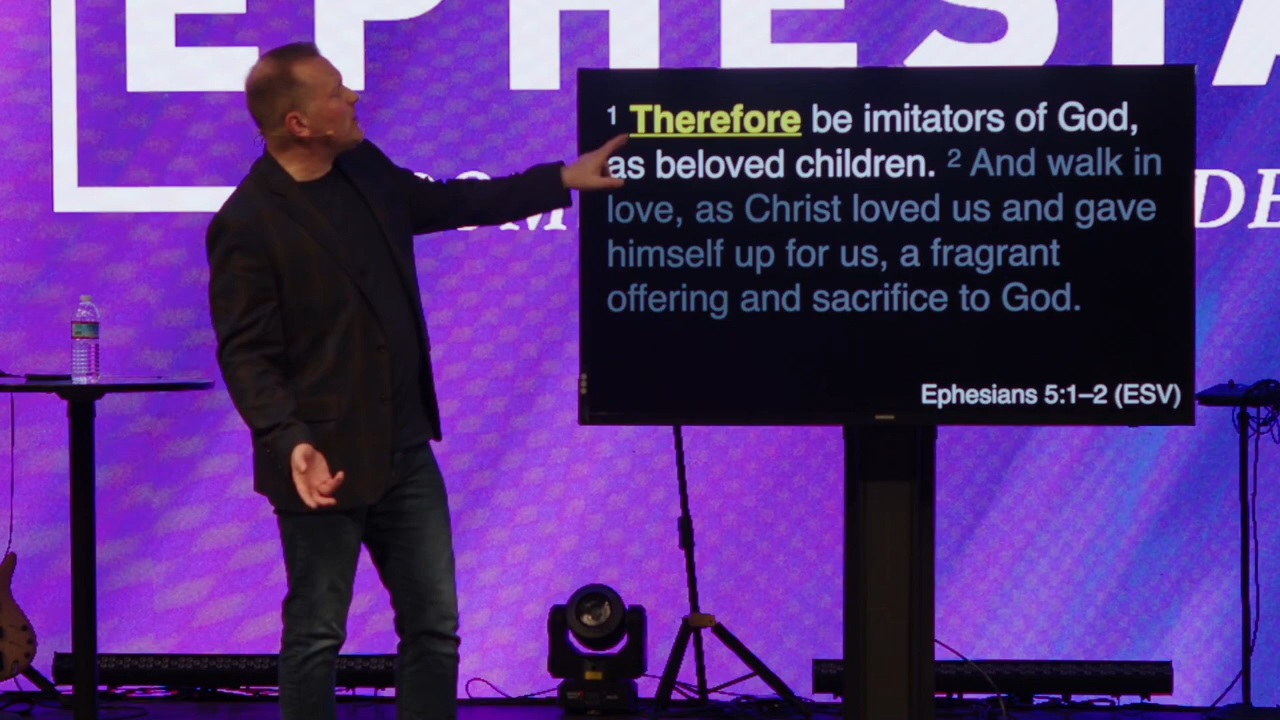 EPHESIA
1 Therefore be imitators of God,
as beloved children. 2 And walk in
love, as Christ loved us and gave
himself up for us, a fragrant
offering and sacrifice to God.
Ephesians 5:1–2 (ESV)